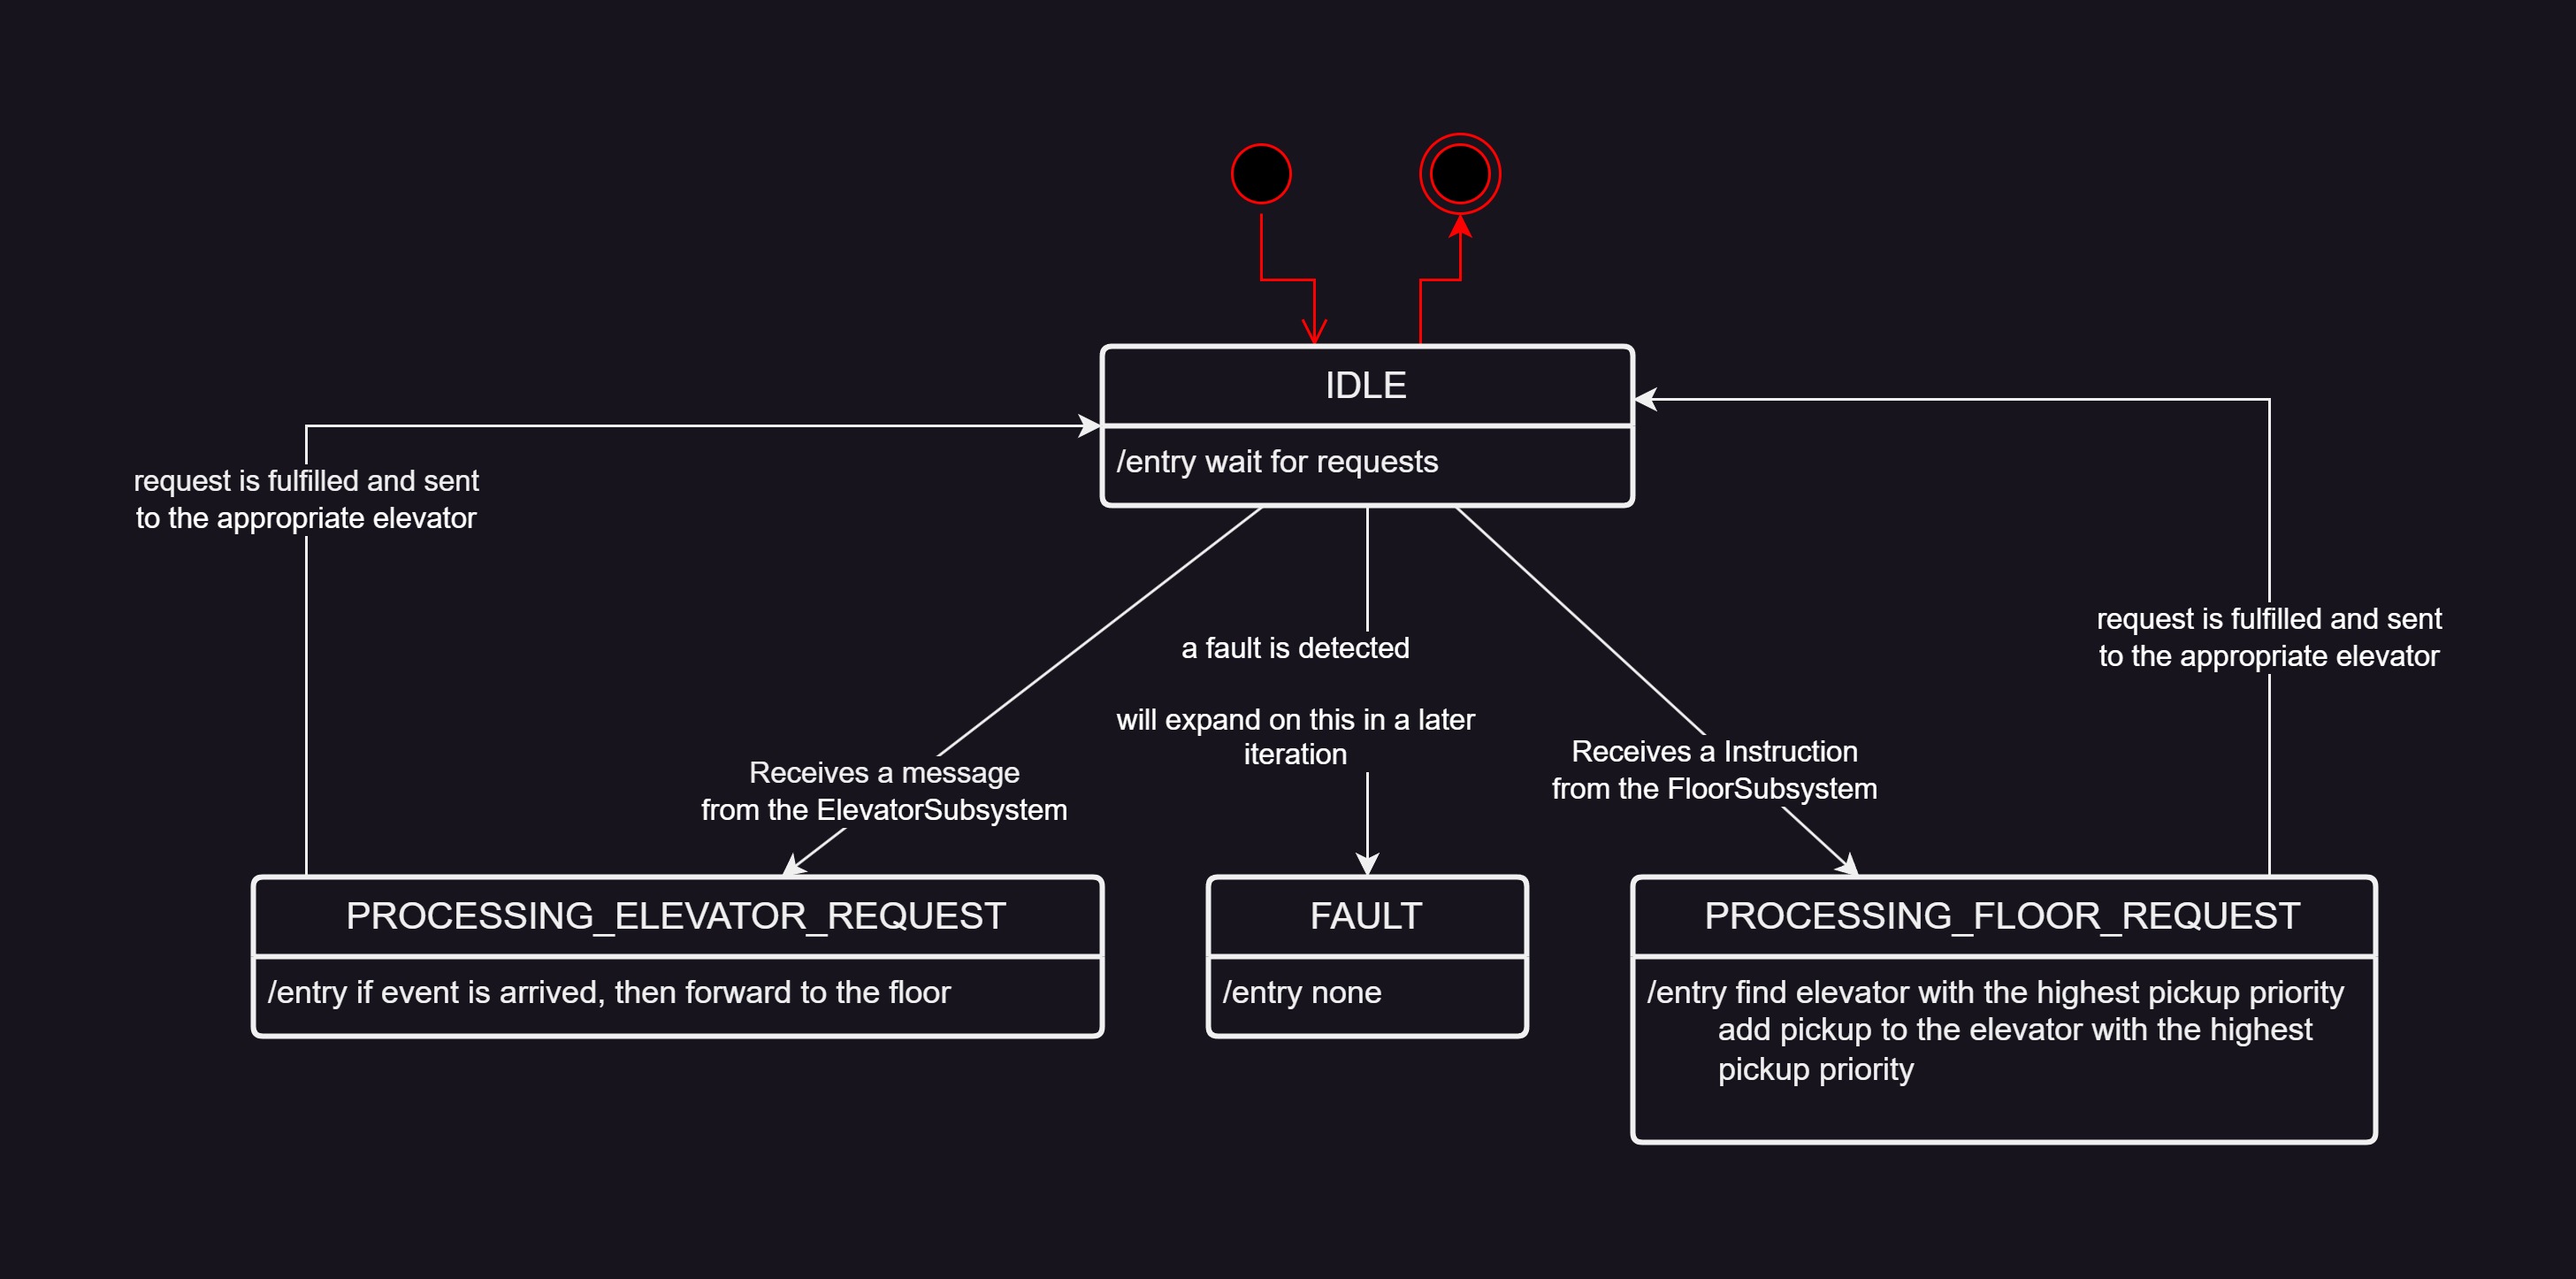 IDLE
/entry wait for requests
request is fulfilled and sent
to the appropriate elevator
a fault is detected
will expand on this in a later
iteration
request is fulfilled and sent
to the appropriate elevator
Receives a message
from the ElevatorSubsystem
Receives a Instruction
from the FloorSubsystem
PROCESSING_ELEVATOR_REQUEST
/entry if event is arrived, then forward to the floor
FAULT
/entry none
PROCESSING_FLOOR_REQUEST
/entry find elevator with the highest pickup priority
add pickup to the elevator with the highest
pickup priority